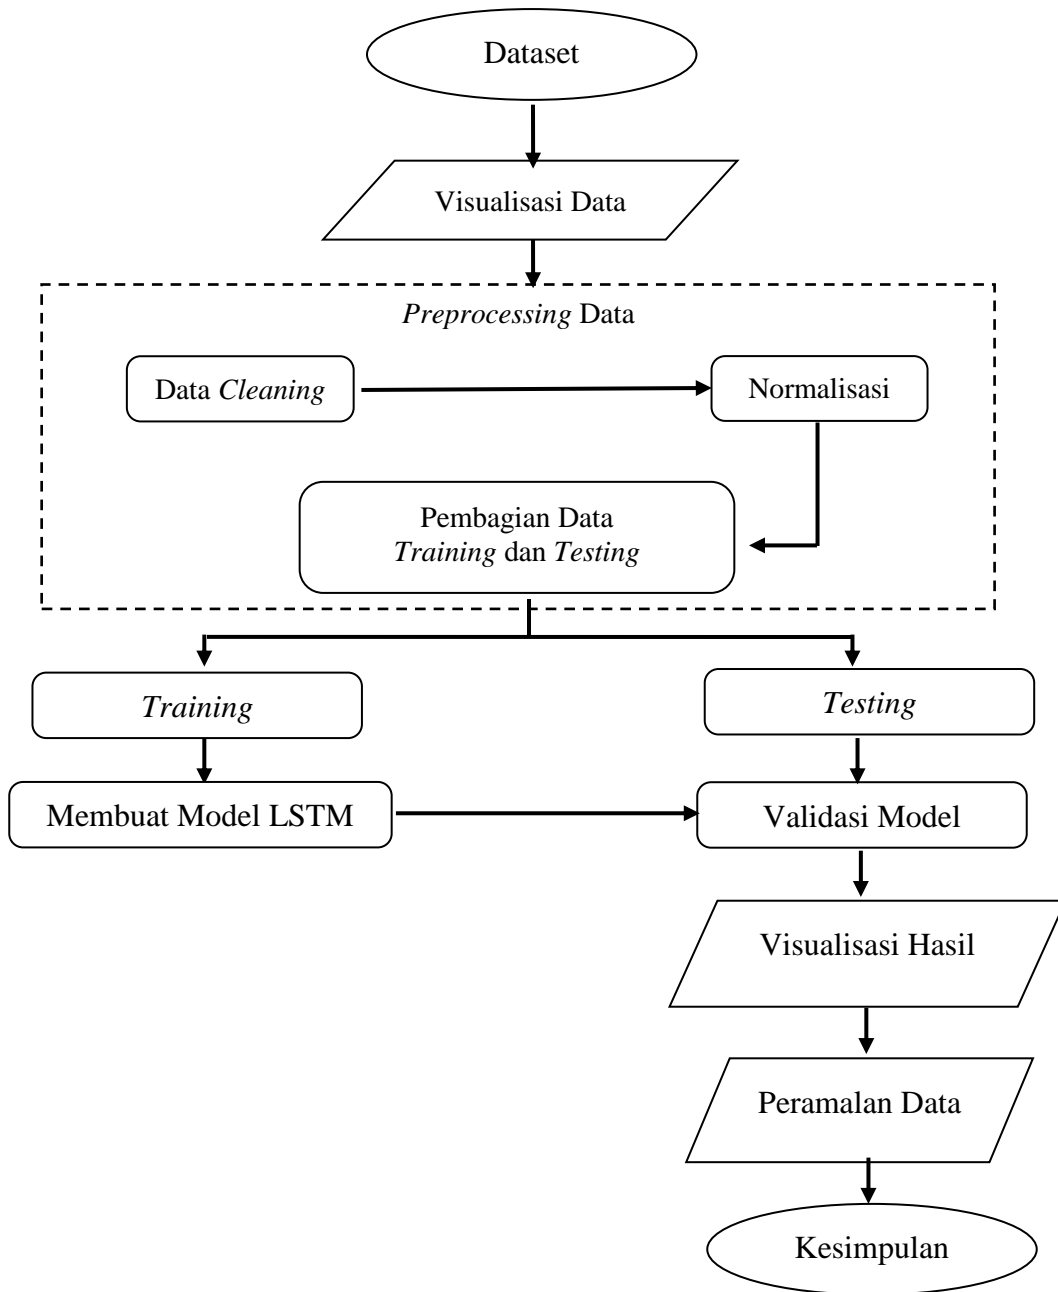 Dataset
Visualisasi Data
Preprocessing Data
Data Cleaning
Normalisasi
Pembagian Data
Training dan Testing
Training
Testing
Membuat Model LSTM
Validasi Model
Visualisasi Hasil
Peramalan Data
Kesimpulan